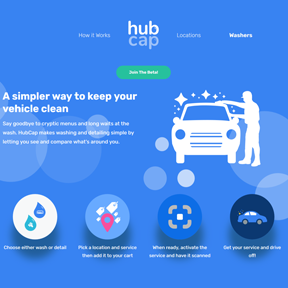 hub
cap
How it Works
Locations
Washers
Join The Beta!
A simpler way to keep your
vehicle clean
Say goodbye to cryptic menus and long waits at the
wash. HubCap makes washing and detailing simple by
letting you see and compare what's around you.
Choose either wash or detail
Pick a location and service
then add it to your cart
When ready, activate the
service and have it scanned
Get your service and drive
off!